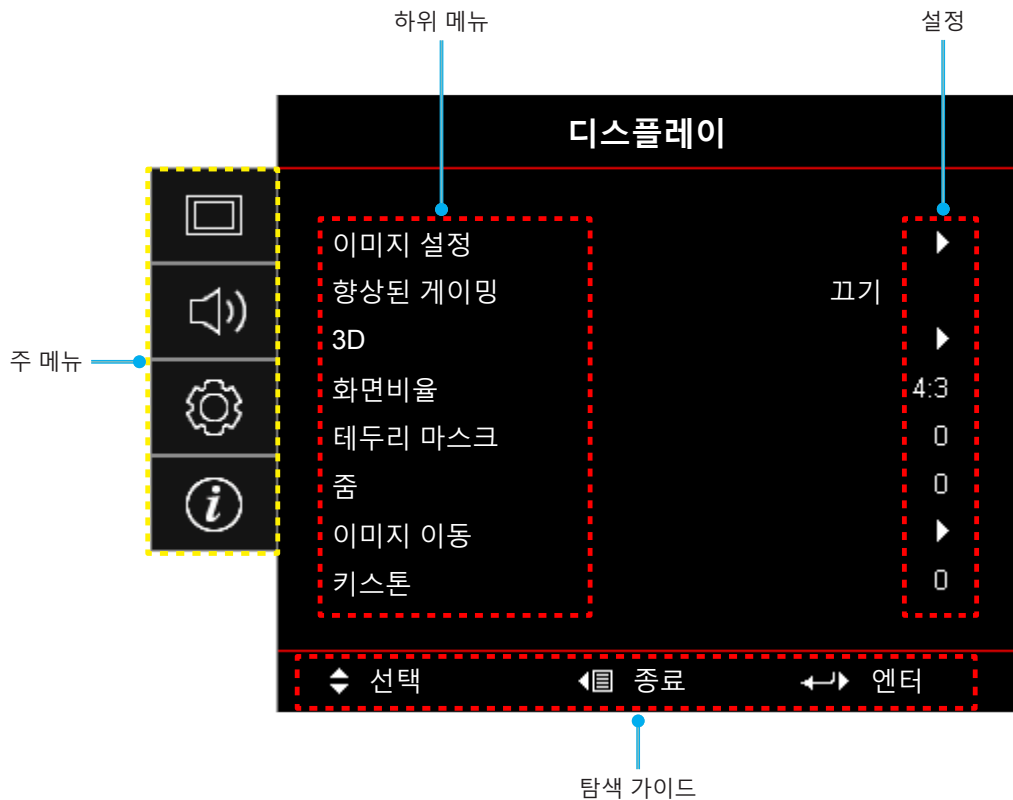 하위 메뉴 설정
디스플레이
이미지 설정
향상된 게이밍 끄기
3D
주 메뉴
화면비율 4:3
테두리 마스크 0
줌 0
이미지 이동
키스톤 0
선택 종료 엔터
탐색 가이드